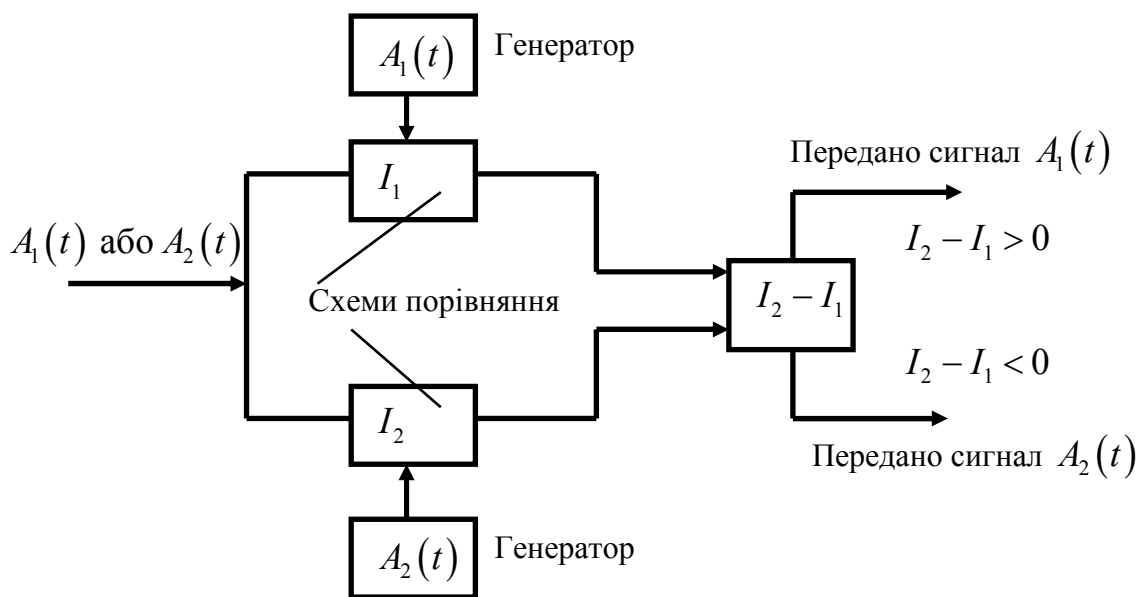 A₁(t)
Генератор
I₁
Передано сигнал A₁(t)
I₂ − I₁ > 0
A₁(t) або A₂(t)
Схеми порівняння
I₂ − I₁
I₂ − I₁ < 0
I₂
Передано сигнал A₂(t)
A₂(t)
Генератор